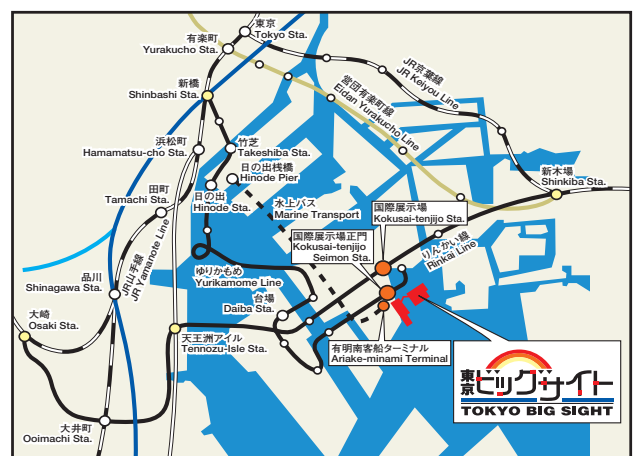 東京
Tokyo Sta.
有楽町
Yurakucho Sta.
JR京葉線
JR Keiyou Line
新橋
Shinbashi Sta.
営団有楽町線
Eidan Yurakucho Line
浜松町
Hamamatsu-cho Sta.
竹芝
Takeshiba Sta.
日の出桟橋
Hinode Pier
新木場
Shinkiba Sta.
田町
Tamachi Sta.
日の出
Hinode Sta.
水上バス
Marine Transport
国際展示場
Kokusai-tenjijo Sta.
国際展示場正門
Kokusai-tenjijo
Seimon Sta.
りんかい線
Rinkai Line
JR山手線
JR Yamanote Line
ゆりかもめ
Yurikamome Line
品川
Shinagawa Sta.
台場
Daiba Sta.
大崎
Osaki Sta.
天王洲アイル
Tennozu-Isle Sta.
有明南客船ターミナル
Ariake-minami Terminal
東京ビッグサイト
TOKYO BIG SIGHT
大井町
Ooimachi Sta.